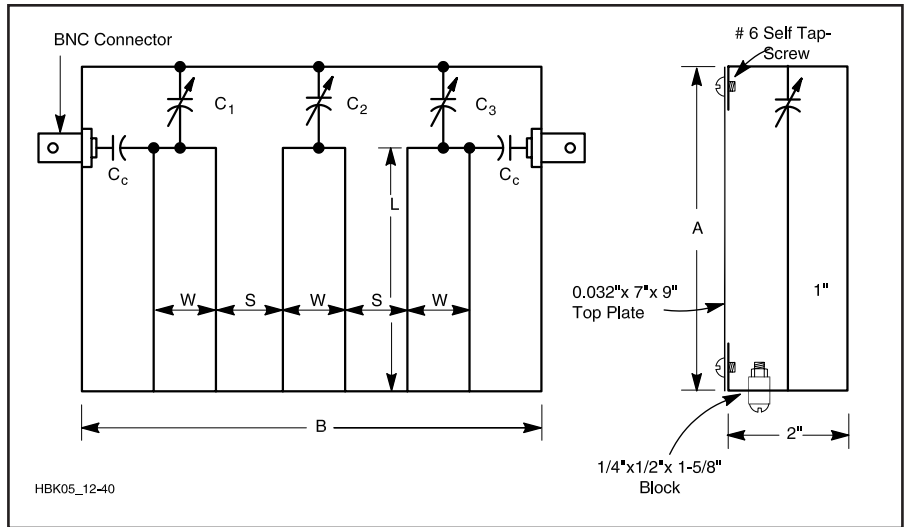 BNC Connector
# 6 Self Tap-
Screw
C1
C2
C3
Cc
Cc
L
A
W
S
W
S
W
0.032"x 7"x 9"
Top Plate
1"
B
2"
1/4"x1/2"x 1-5/8"
Block
HBK05_12-40